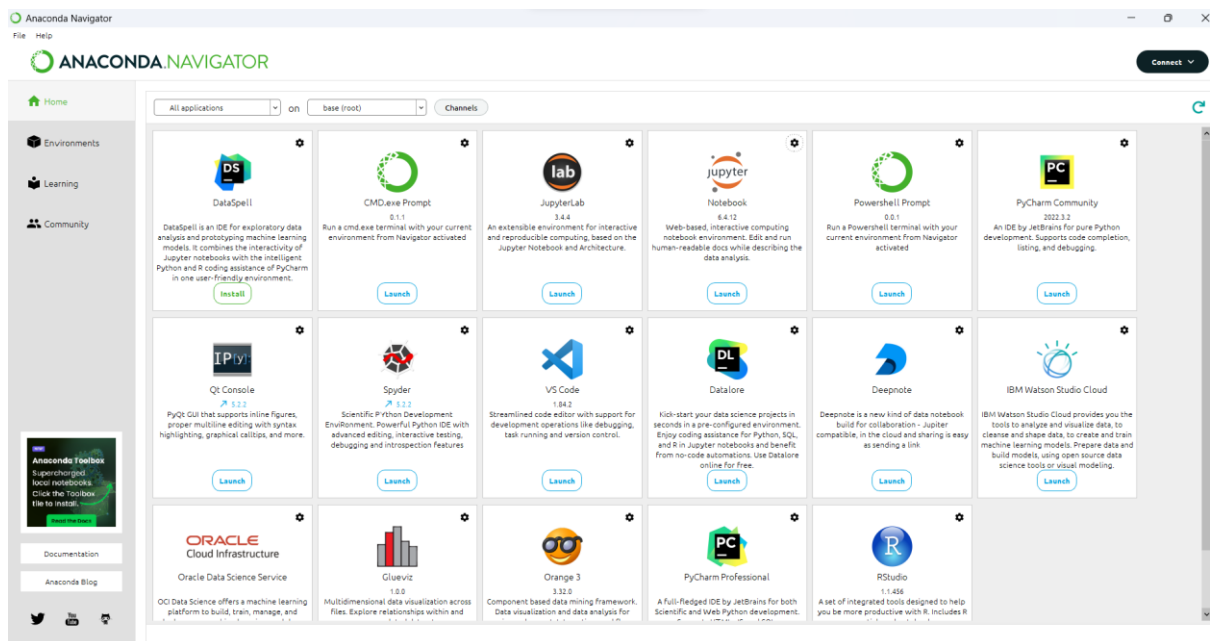 Anaconda Navigator
File Help
ANACONDA.NAVIGATOR
Connect
Home
Environments
Learning
Community
All applications on base (root) Channels
DS
DataSpell
DataSpell is an IDE for exploratory data
analysis and prototyping machine learning
models. It combines the interactivity of
Jupyter notebooks with the intelligent
Python and R coding assistance of PyCharm
in one user-friendly environment.
Install
CMD.exe Prompt
0.1.1
Run a cmd.exe terminal with your current
environment from Navigator activated
Launch
lab
JupyterLab
3.4.4
An extensible environment for interactive
and reproducible computing, based on the
Jupyter Notebook and Architecture.
Launch
jupyter
Notebook
6.4.12
Web-based, interactive computing
notebook environment. Edit and run
human-readable docs while describing the
data analysis.
Launch
Powershell Prompt
0.0.1
Run a Powershell terminal with your
current environment from Navigator
activated
Launch
PC
PyCharm Community
2022.3.2
An IDE by JetBrains for pure Python
development. Supports code completion,
listing, and debugging.
Launch
IP[y]:
Qt Console
5.2.2
PyQt GUI that supports inline figures,
proper multiline editing with syntax
highlighting, graphical calltips, and more.
Launch
Spyder
5.2.2
Scientific PYthon Development
EnviRonment. Powerful Python IDE with
advanced editing, interactive testing,
debugging and introspection features
Launch
VS Code
1.84.2
Streamlined code editor with support for
development operations like debugging,
task running and version control.
Launch
DL
Datalore
Kick-start your data science projects in
seconds in a pre-configured environment.
Enjoy coding assistance for Python, SQL,
and R in Jupyter notebooks and benefit
from no-code automations. Use Datalore
online for free.
Launch
Deepnote
Deepnote is a new kind of data notebook
build for collaboration - Jupiter
compatible, in the cloud and sharing is easy
as sending a link
Launch
IBM Watson Studio Cloud
IBM Watson Studio Cloud provides you the
tools to analyze and visualize data, to
cleanse and shape data, to create and train
machine learning models. Prepare data and
build models, using open source data
science tools or visual modeling.
Launch
ORACLE
Cloud Infrastructure
Oracle Data Science Service
OCI Data Science offers a machine learning
platform to build, train, manage, and
Glueviz
1.0.0
Multidimensional data visualization across
files. Explore relationships within and
Orange 3
3.32.0
Component based data mining framework.
Data visualization and data analysis for
PC
PyCharm Professional
A full-fledged IDE by JetBrains for both
Scientific and Web Python development.
R
RStudio
1.1.456
A set of integrated tools designed to help
you be more productive with R. Includes R
NEW
Anaconda Toolbox
Supercharged
local notebooks.
Click the Toolbox
tile to install.
Read the Docs
Documentation
Anaconda Blog
You
Tube